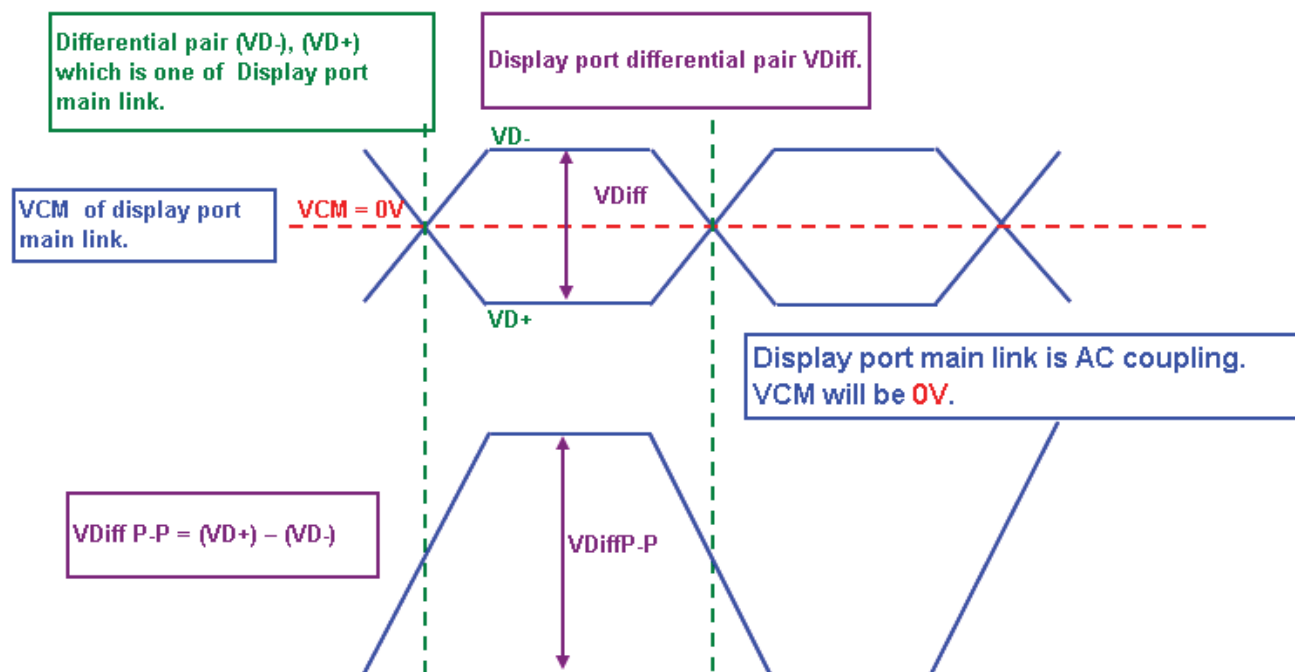 Differential pair (VD-), (VD+)
which is one of Display port
main link.
Display port differential pair VDiff.
VD-
VDiff
VCM of display port
main link.
VCM = 0V
VD+
Display port main link is AC coupling.
VCM will be 0V.
VDiff P-P = (VD+) – (VD-)
VDiffP-P